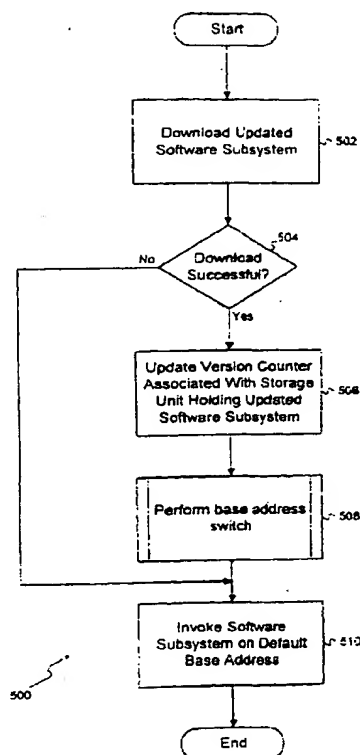 Start
Download Updated
Software Subsystem
502
504
Download
Successful?
No
Yes
Update Version Counter
Associated With Storage
Unit Holding Updated
Software Subsystem
506
Perform base address
switch
508
Invoke Software
Subsystem on Default
Base Address
510
500
End